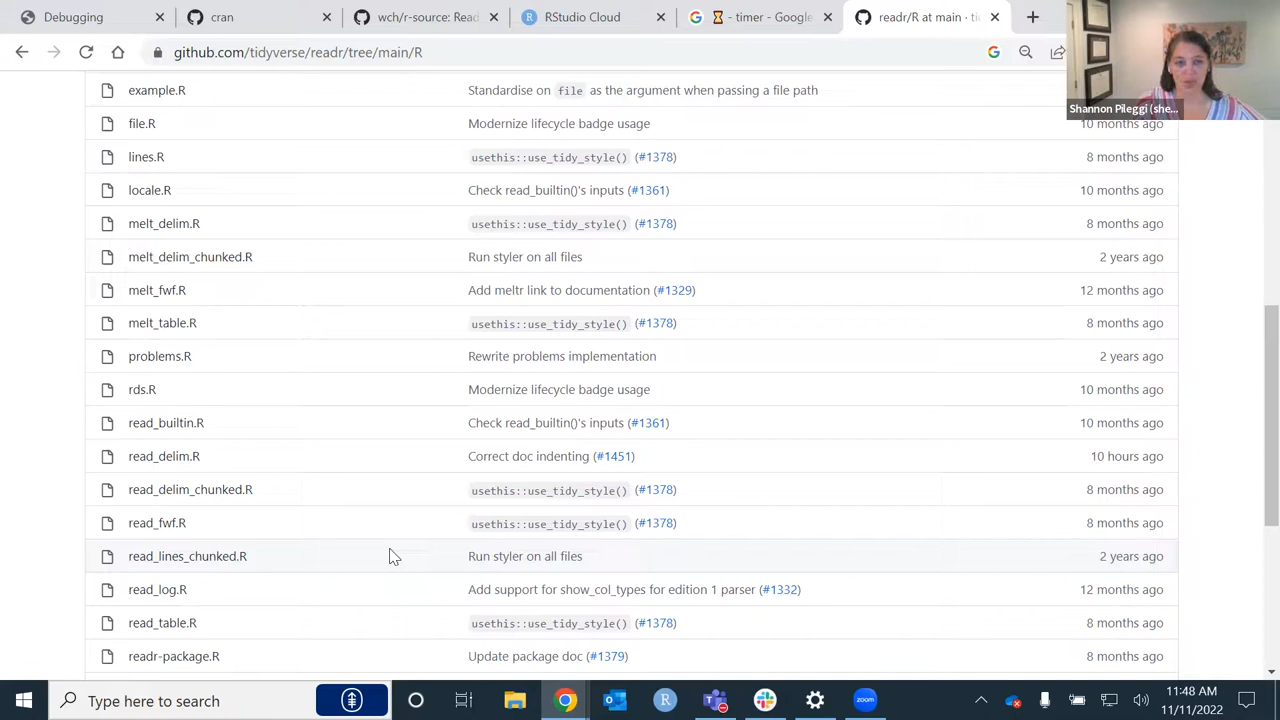 Debugging
cran
wch/r-source: Read
RStudio Cloud
- timer - Google
readr/R at main · ti
github.com/tidyverse/readr/tree/main/R
Shannon Pileggi (she...
example.R Standardise on file as the argument when passing a file path
file.R Modernize lifecycle badge usage 10 months ago
lines.R usethis::use_tidy_style() (#1378) 8 months ago
locale.R Check read_builtin()'s inputs (#1361) 10 months ago
melt_delim.R usethis::use_tidy_style() (#1378) 8 months ago
melt_delim_chunked.R Run styler on all files 2 years ago
melt_fwf.R Add meltr link to documentation (#1329) 12 months ago
melt_table.R usethis::use_tidy_style() (#1378) 8 months ago
problems.R Rewrite problems implementation 2 years ago
rds.R Modernize lifecycle badge usage 10 months ago
read_builtin.R Check read_builtin()'s inputs (#1361) 10 months ago
read_delim.R Correct doc indenting (#1451) 10 hours ago
read_delim_chunked.R usethis::use_tidy_style() (#1378) 8 months ago
read_fwf.R usethis::use_tidy_style() (#1378) 8 months ago
read_lines_chunked.R Run styler on all files 2 years ago
read_log.R Add support for show_col_types for edition 1 parser (#1332) 12 months ago
read_table.R usethis::use_tidy_style() (#1378) 8 months ago
readr-package.R Update package doc (#1379) 8 months ago
Type here to search
zoom
11:48 AM
11/11/2022